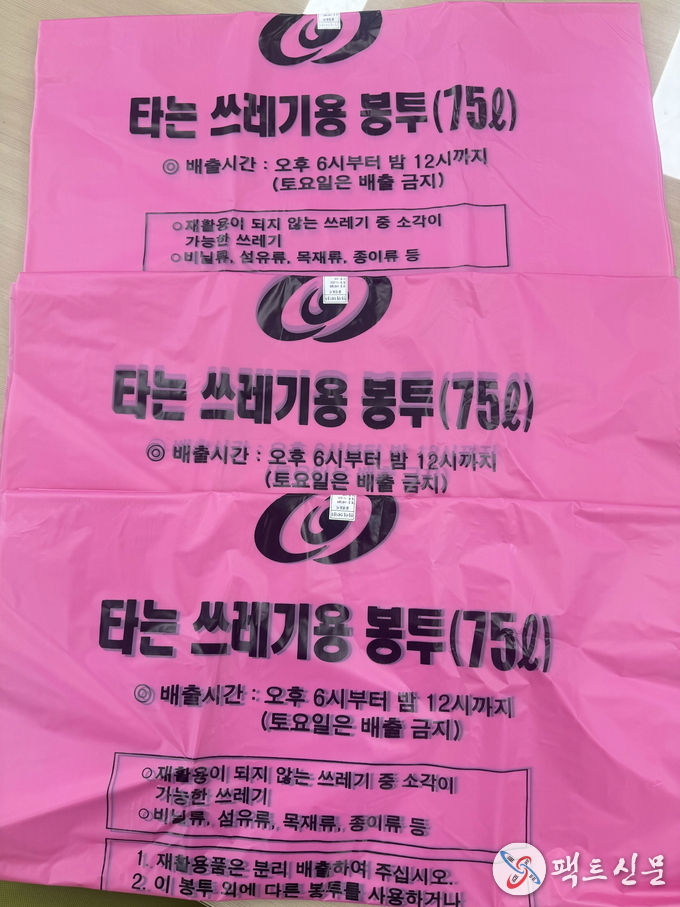 타는 쓰레기용 봉투(75ℓ)
◎ 배출시간 : 오후 6시부터 밤 12시까지
(토요일은 배출 금지)
○재활용이 되지 않는 쓰레기 중 소각이
가능한 쓰레기
○비닐류, 섬유류, 목재류, 종이류 등
타는 쓰레기용 봉투(75ℓ)
◎ 배출시간 : 오후 6시부터 밤 12시까지
(토요일은 배출 금지)
타는 쓰레기용 봉투(75ℓ)
◎ 배출시간 : 오후 6시부터 밤 12시까지
(토요일은 배출 금지)
○재활용이 되지 않는 쓰레기 중 소각이
가능한 쓰레기
○비닐류, 섬유류, 목재류, 종이류 등
1. 재활용품은 분리 배출하여 주십시오.
2. 이 봉투 외에 다른 봉투를 사용하거나
팩트신문